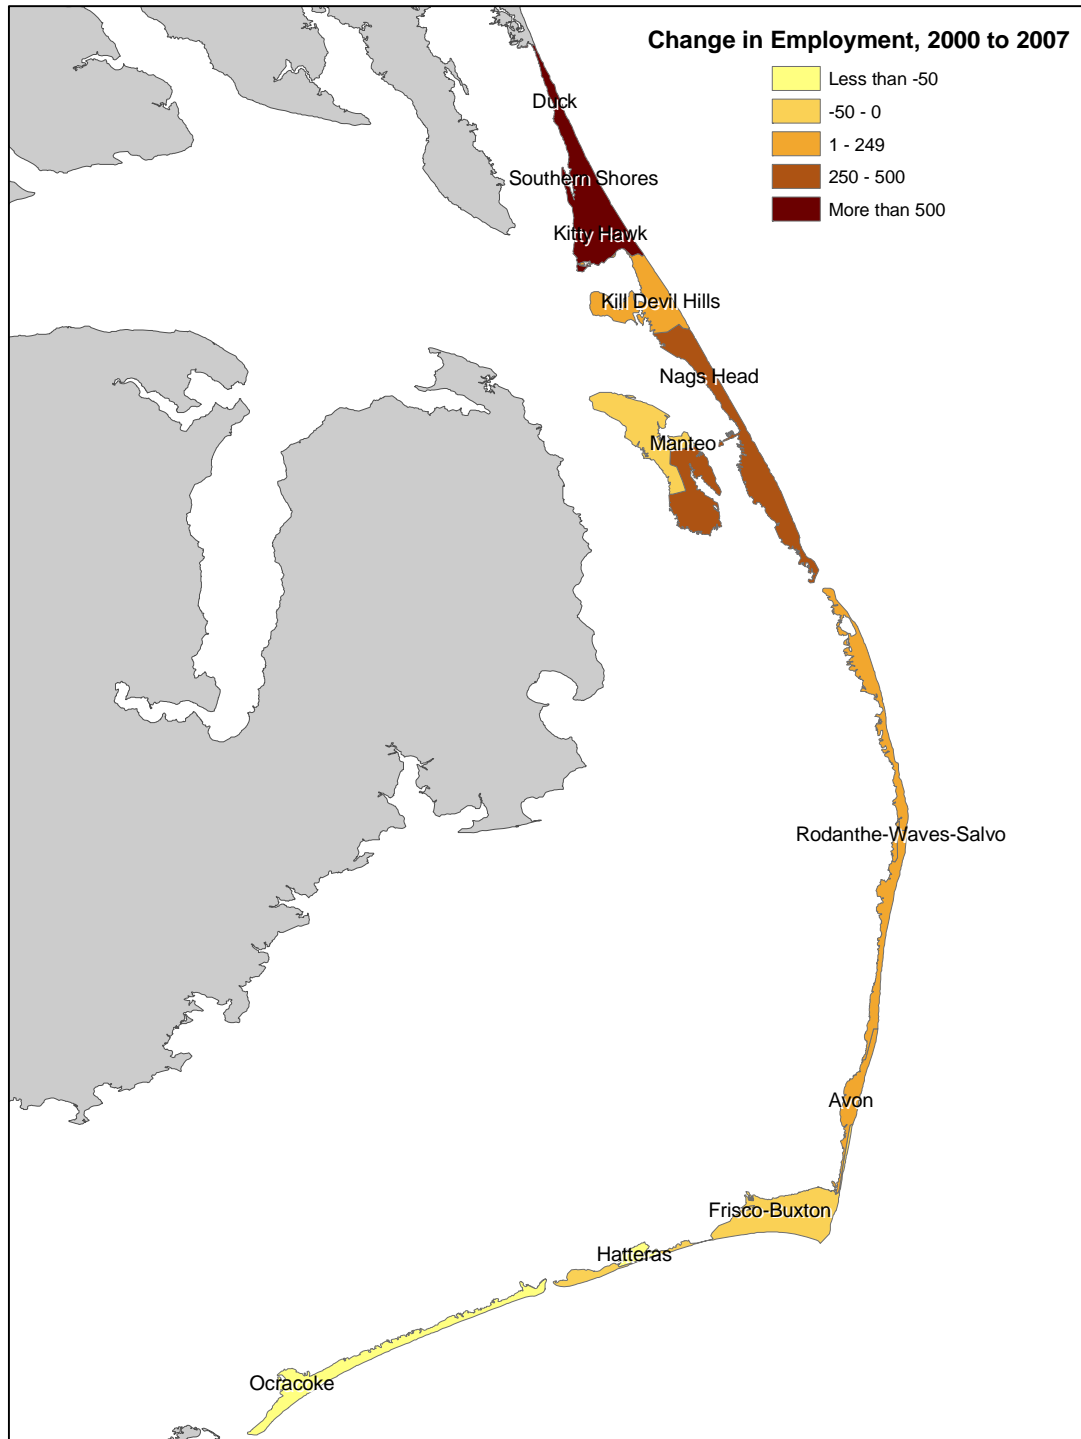 Change in Employment, 2000 to 2007
Less than -50
-50 - 0
1 - 249
250 - 500
More than 500
Duck
Southern Shores
Kitty Hawk
Kill Devil Hills
Nags Head
Manteo
Rodanthe-Waves-Salvo
Avon
Frisco-Buxton
Hatteras
Ocracoke